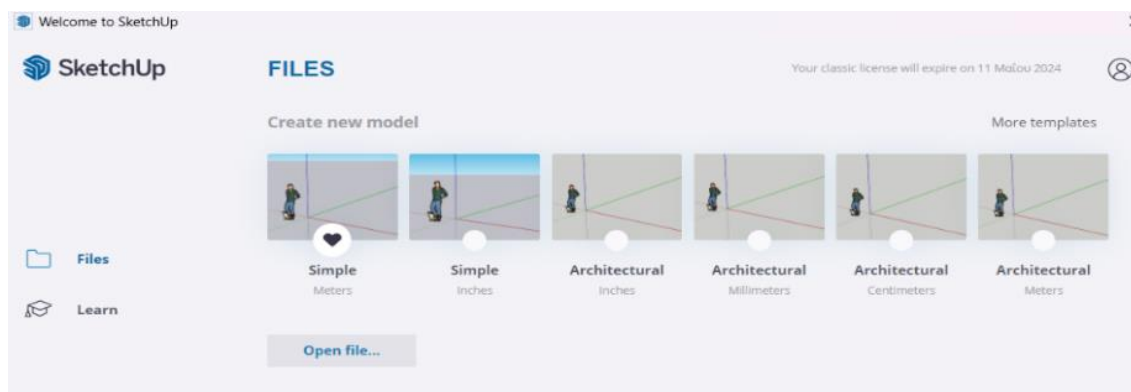 Welcome to SketchUp
SketchUp
FILES
Your classic license will expire on 11 Μαΐου 2024
Create new model
More templates
Simple
Meters
Simple
Inches
Architectural
Inches
Architectural
Millimeters
Architectural
Centimeters
Architectural
Meters
Files
Learn
Open file...